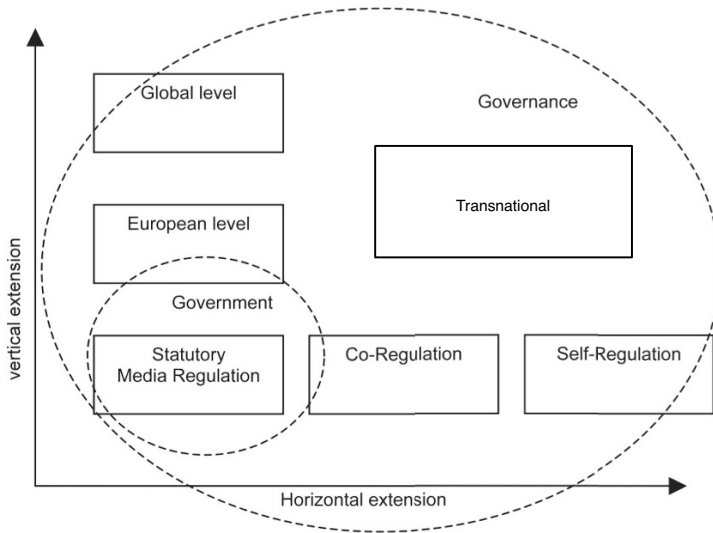 Global level
Governance
Transnational
European level
Government
Statutory
Media Regulation
Co-Regulation
Self-Regulation
vertical extension
Horizontal extension